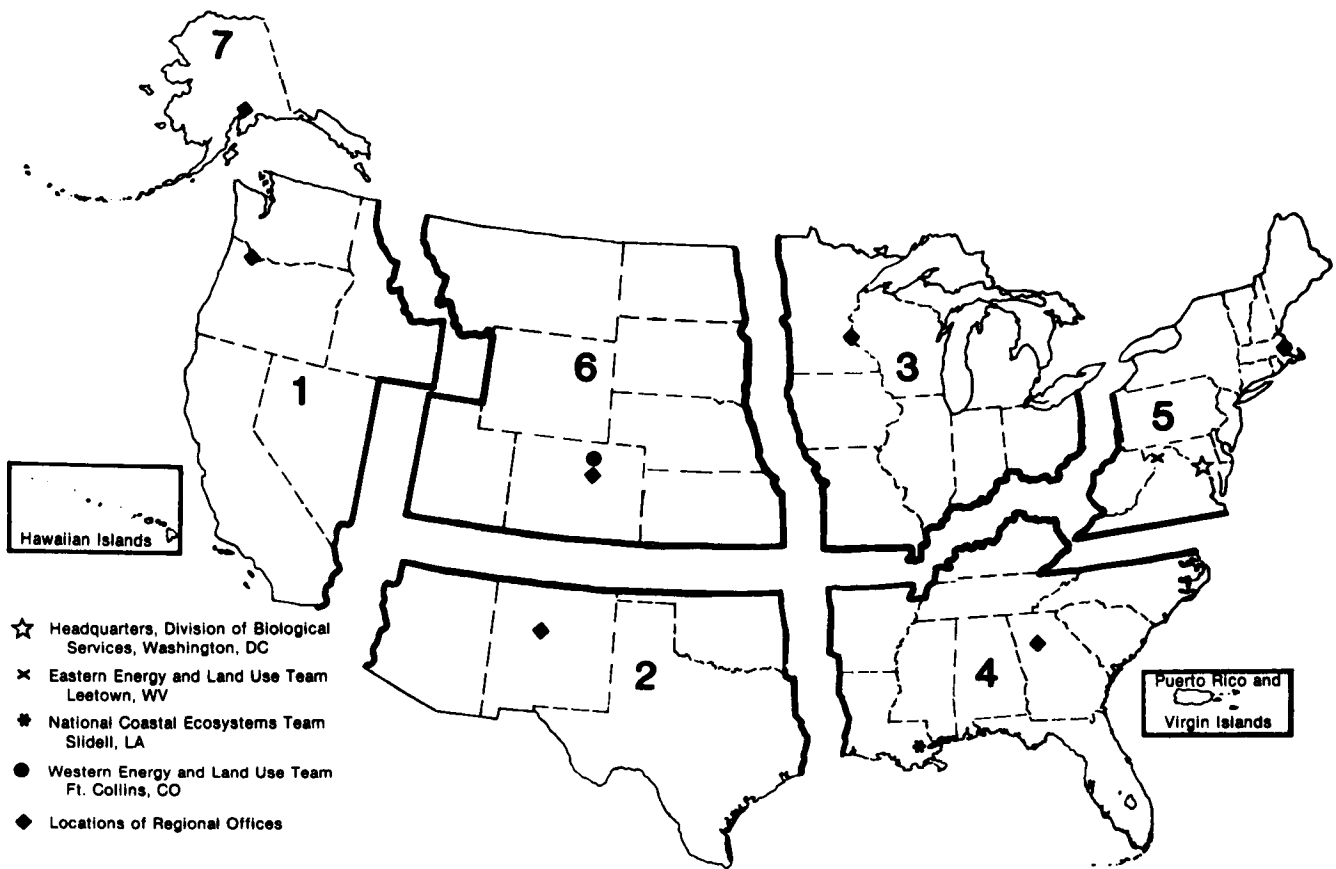 7
1
6
3
5
2
4
Hawaiian Islands
Puerto Rico and
Virgin Islands
Headquarters, Division of Biological
Services, Washington, DC
Eastern Energy and Land Use Team
Leetown, WV
National Coastal Ecosystems Team
Slidell, LA
Western Energy and Land Use Team
Ft. Collins, CO
Locations of Regional Offices